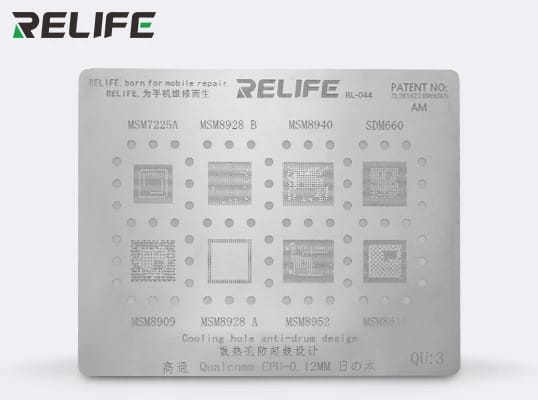 RELIFE
RELIFE, born for mobile repair
RELIFE,为手机维修而生
RELIFE RL-044
PATENT NO:
AM
MSM7225A MSM8928 B MSM8940 SDM660
MSM8909 MSM8928 A MSM8952
Cooling hole anti-drum design
散热孔防起鼓设计
高通 Qualcomm CPU-0.12MM 日の本
QU:3